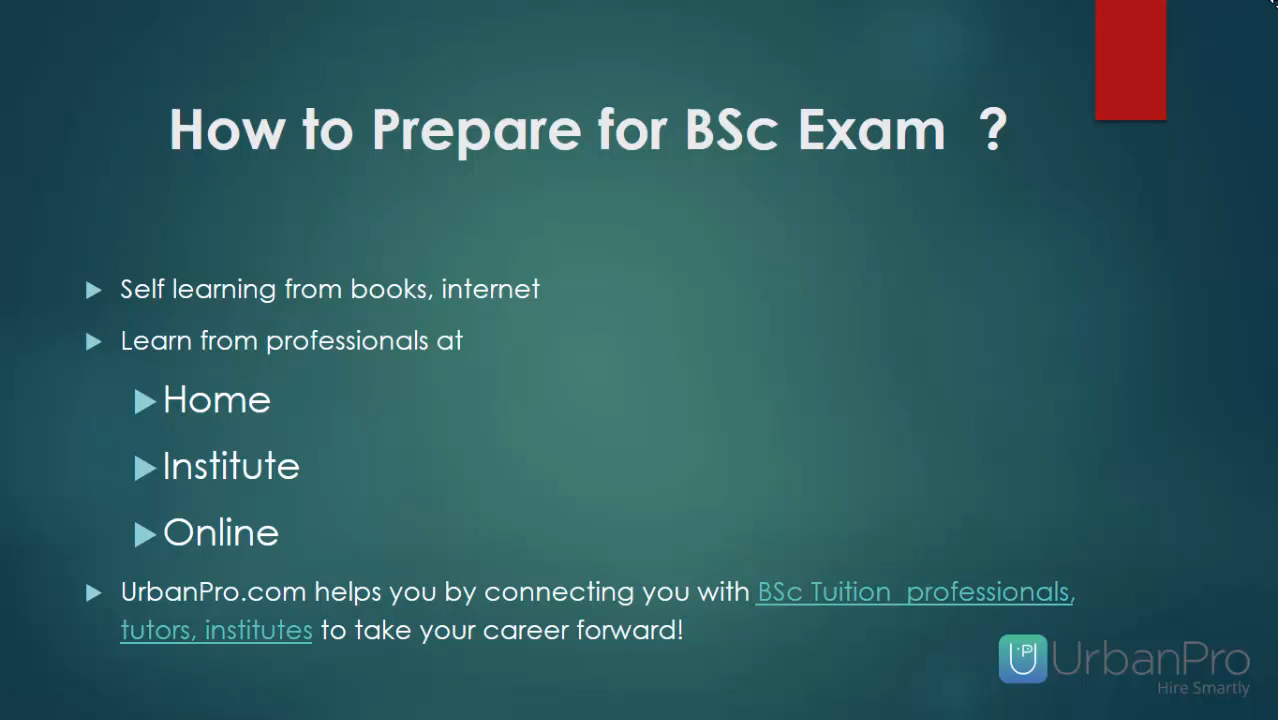 How to Prepare for BSc Exam ?
Self learning from books, internet
Learn from professionals at
Home
Institute
Online
UrbanPro.com helps you by connecting you with BSc Tuition professionals,
tutors, institutes to take your career forward!
UrbanPro
Hire Smartly